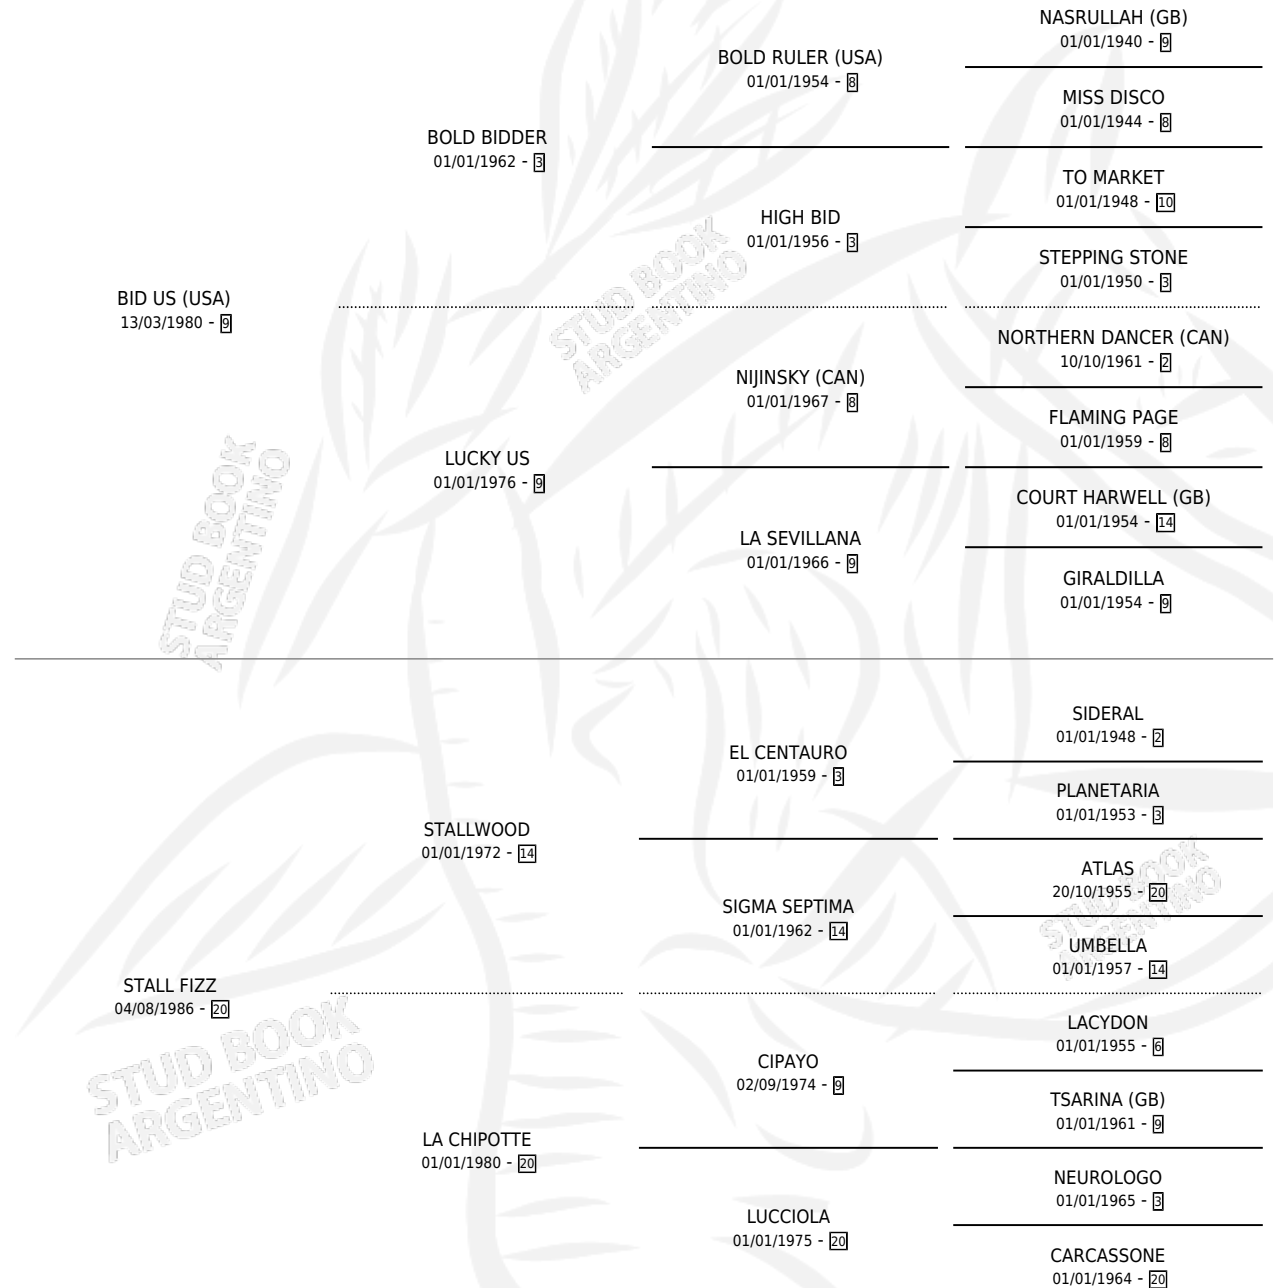 NASRULLAH (GB)
01/01/1940 - 9
BOLD RULER (USA)
01/01/1954 - 8
MISS DISCO
01/01/1944 - 8
BOLD BIDDER
01/01/1962 - 3
TO MARKET
01/01/1948 - 10
HIGH BID
01/01/1956 - 3
STEPPING STONE
01/01/1950 - 3
BID US (USA)
13/03/1980 - 9
NORTHERN DANCER (CAN)
10/10/1961 - 2
NIJINSKY (CAN)
01/01/1967 - 8
FLAMING PAGE
01/01/1959 - 8
LUCKY US
01/01/1976 - 9
COURT HARWELL (GB)
01/01/1954 - 14
LA SEVILLANA
01/01/1966 - 9
GIRALDILLA
01/01/1954 - 9
SIDERAL
01/01/1948 - 2
EL CENTAURO
01/01/1959 - 3
PLANETARIA
01/01/1953 - 3
STALLWOOD
01/01/1972 - 14
ATLAS
20/10/1955 - 20
SIGMA SEPTIMA
01/01/1962 - 14
UMBELLA
01/01/1957 - 14
STALL FIZZ
04/08/1986 - 20
LACYDON
01/01/1955 - 6
CIPAYO
02/09/1974 - 9
TSARINA (GB)
01/01/1961 - 9
LA CHIPOTTE
01/01/1980 - 20
NEUROLOGO
01/01/1965 - 3
LUCCIOLA
01/01/1975 - 20
CARCASSONE
01/01/1964 - 20
STUD BOOK
ARGENTINO
STUD BOOK
ARGENTINO
STUD BOOK
ARGENTINO
STUD BOOK
ARGENTINO